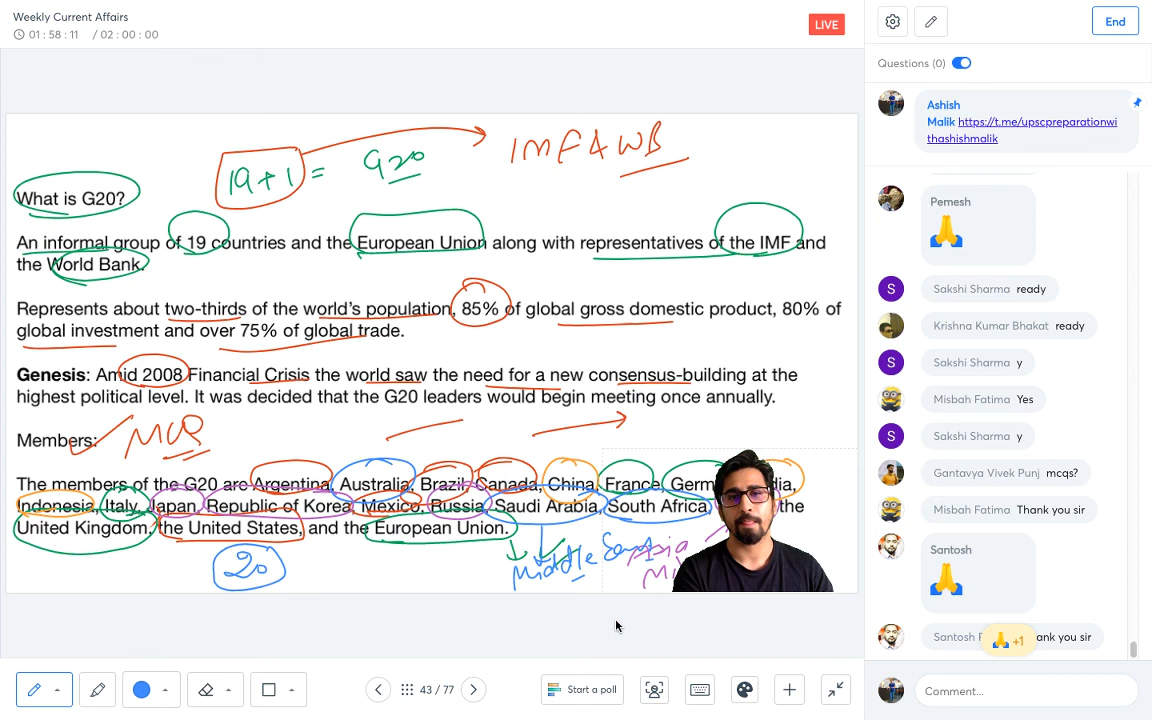 Weekly Current Affairs
01 : 58 : 11 / 02 : 00 : 00
LIVE
End
Questions (0)
Ashish
Malik https://t.me/upscpreparationwi
thashishmalik
19+1 = G20
IMF & WB
What is G20?
An informal group of 19 countries and the European Union along with representatives of the IMF and
the World Bank.
Represents about two-thirds of the world's population, 85% of global gross domestic product, 80% of
global investment and over 75% of global trade.
Genesis: Amid 2008 Financial Crisis the world saw the need for a new consensus-building at the
highest political level. It was decided that the G20 leaders would begin meeting once annually.
Members:
MCQ
The members of the G20 are Argentina, Australia, Brazil, Canada, China, France, Germ dia,
Indonesia, Italy, Japan, Republic of Korea, Mexico, Russia, Saudi Arabia, South Africa, the
United Kingdom, the United States, and the European Union.
20
Middle East
Asia
Pemesh
🙏
Sakshi Sharma ready
Krishna Kumar Bhakat ready
Sakshi Sharma y
Misbah Fatima Yes
Sakshi Sharma y
Gantavya Vivek Punj mcqs?
Misbah Fatima Thank you sir
Santosh
🙏
Santosh ank you sir
🙏 +1
43 / 77
Start a poll
Comment...